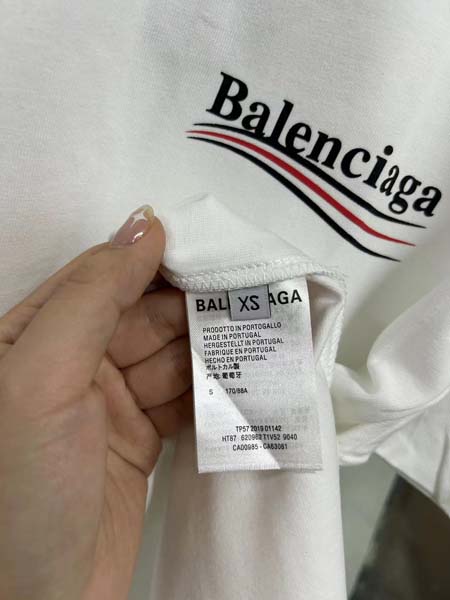 Balenciaga
BAL AGA
XS
PRODOTTO IN PORTOGALLO
MADE IN PORTUGAL
HERGESTELLT IN PORTUGAL
FABRIQUE EN PORTUGAL
HECHO EN PORTUGAL
ポルトガル製
产地:葡萄牙
S 170/88A
TP57 2019 01142
HT87 620969 T1V52 9040
CA00985 - CA63081